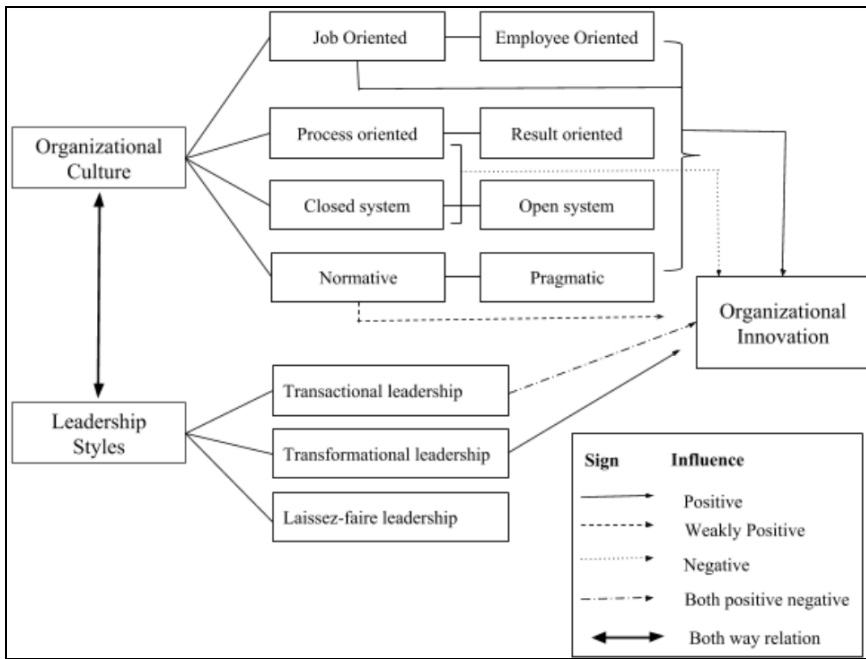 Job Oriented
Employee Oriented
Organizational
Culture
Process oriented
Result oriented
Closed system
Open system
Normative
Pragmatic
Organizational
Innovation
Leadership
Styles
Transactional leadership
Transformational leadership
Laissez-faire leadership
Sign Influence
Positive
Weakly Positive
Negative
Both positive negative
Both way relation